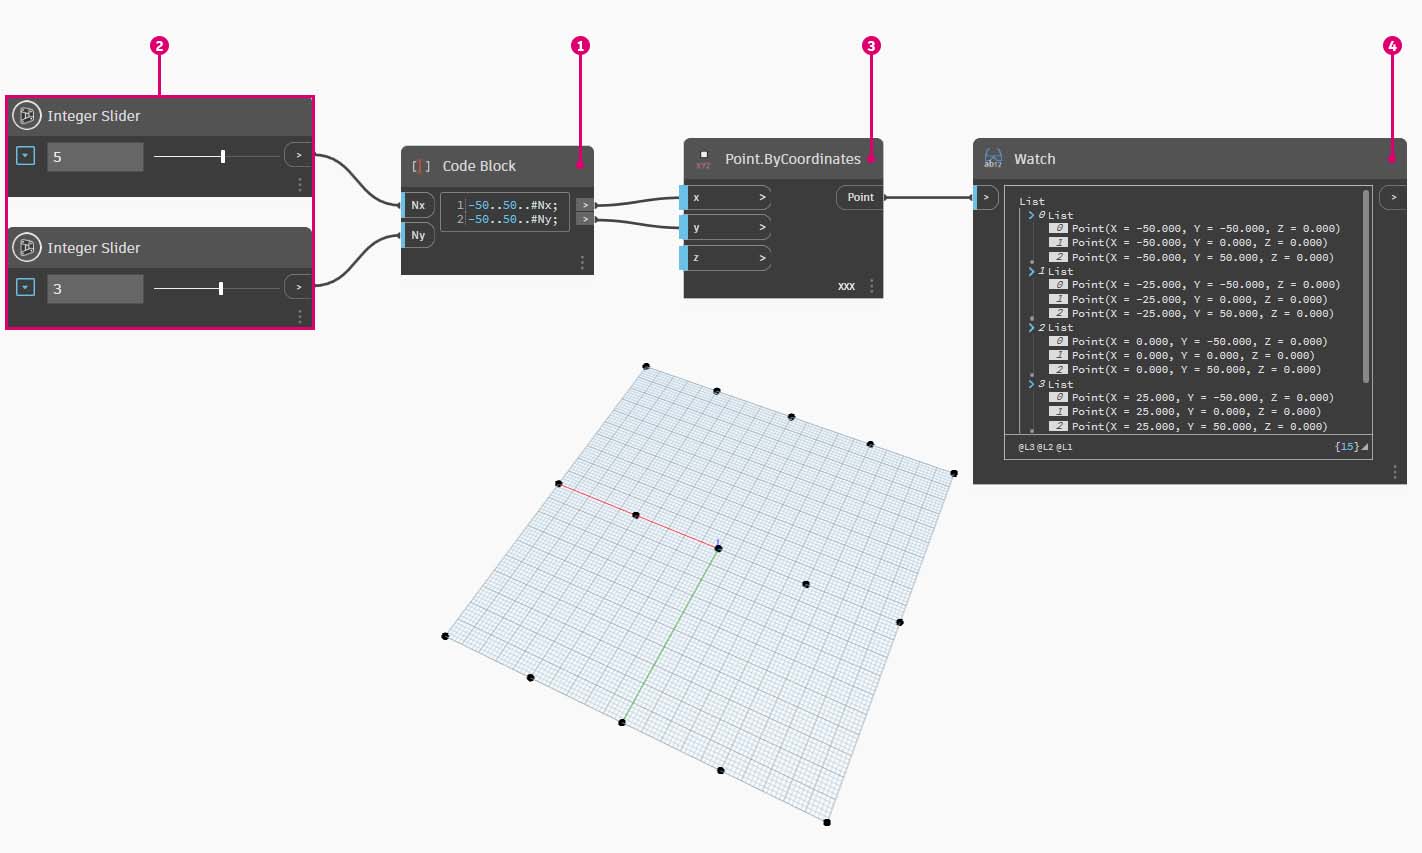 2
1
3
4
Integer Slider
5
>
Integer Slider
3
>
Code Block
Nx
Ny
1 -50..50..#Nx; >
2 -50..50..#Ny; >
XYZ Point.ByCoordinates
x >
y >
z >
Point
XXX
ab12 Watch
>
>
List
0 List
0 Point(X = -50.000, Y = -50.000, Z = 0.000)
1 Point(X = -50.000, Y = 0.000, Z = 0.000)
2 Point(X = -50.000, Y = 50.000, Z = 0.000)
1 List
0 Point(X = -25.000, Y = -50.000, Z = 0.000)
1 Point(X = -25.000, Y = 0.000, Z = 0.000)
2 Point(X = -25.000, Y = 50.000, Z = 0.000)
2 List
0 Point(X = 0.000, Y = -50.000, Z = 0.000)
1 Point(X = 0.000, Y = 0.000, Z = 0.000)
2 Point(X = 0.000, Y = 50.000, Z = 0.000)
3 List
0 Point(X = 25.000, Y = -50.000, Z = 0.000)
1 Point(X = 25.000, Y = 0.000, Z = 0.000)
2 Point(X = 25.000, Y = 50.000, Z = 0.000)
@L3 @L2 @L1 {15}